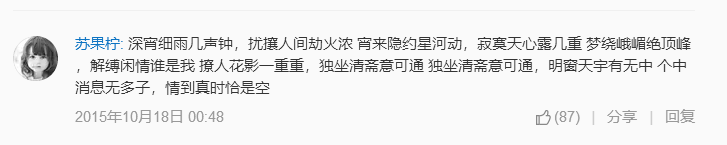 苏果柠: 深宵细雨几声钟，扰攘人间劫火浓 宵来隐约星河动，寂寞天心露几重 梦绕峨嵋绝顶峰
，解缚闲情谁是我 撩人花影一重重，独坐清斋意可通 独坐清斋意可通，明窗天宇有无中 个中
消息无多子，情到真时恰是空
2015年10月18日 00:48 (87) | 分享 | 回复